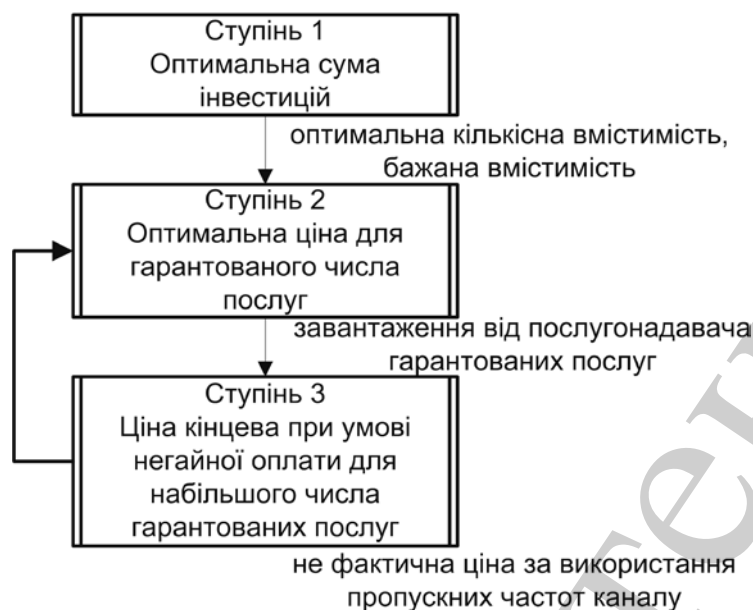 Ступінь 1
Оптимальна сума
інвестицій
оптимальна кількісна вмістимість,
бажана вмістимість
Ступінь 2
Оптимальна ціна для
гарантованого числа
послуг
завантаження від послугонадавача
гарантованих послуг
Ступінь 3
Ціна кінцева при умові
негайної оплати для
набільшого числа
гарантованих послуг
не фактична ціна за використання
пропускних частот каналу